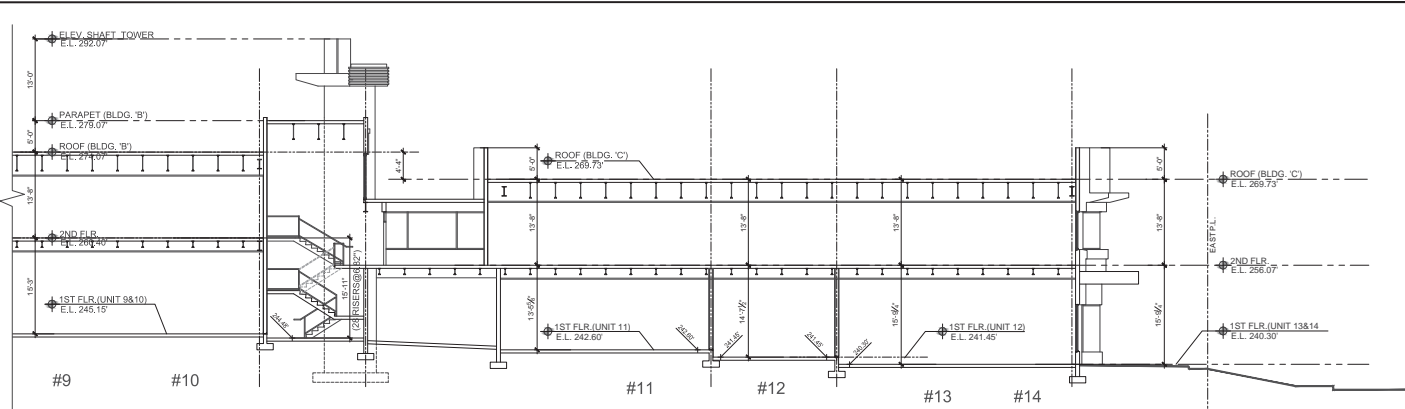 ELEV. SHAFT TOWER
E.L. 292.07'
13'-0"
PARAPET (BLDG. 'B')
E.L. 279.07'
5'-0"
ROOF (BLDG. 'B')
E.L. 274.07'
13'-8"
2ND FLR.
E.L. 260.40'
15'-3"
1ST FLR.(UNIT 9&10)
E.L. 245.15'
#9
#10
244.48'
15'-11"
(28 RISERS@6.82")
4'-4"
5'-0"
ROOF (BLDG. 'C')
E.L. 269.73'
13'-8"
13'-8"
13'-8"
13'-5⅝"
1ST FLR.(UNIT 11)
E.L. 242.60'
242.60'
241.45'
14'-7½"
241.45'
240.30'
15'-9¼"
1ST FLR.(UNIT 12)
E.L. 241.45'
#11
#12
#13
#14
5'-0"
13'-8"
15'-9¼"
EAST P.L.
ROOF (BLDG. 'C')
E.L. 269.73'
2ND FLR.
E.L. 256.07'
1ST FLR.(UNIT 13&14
E.L. 240.30'